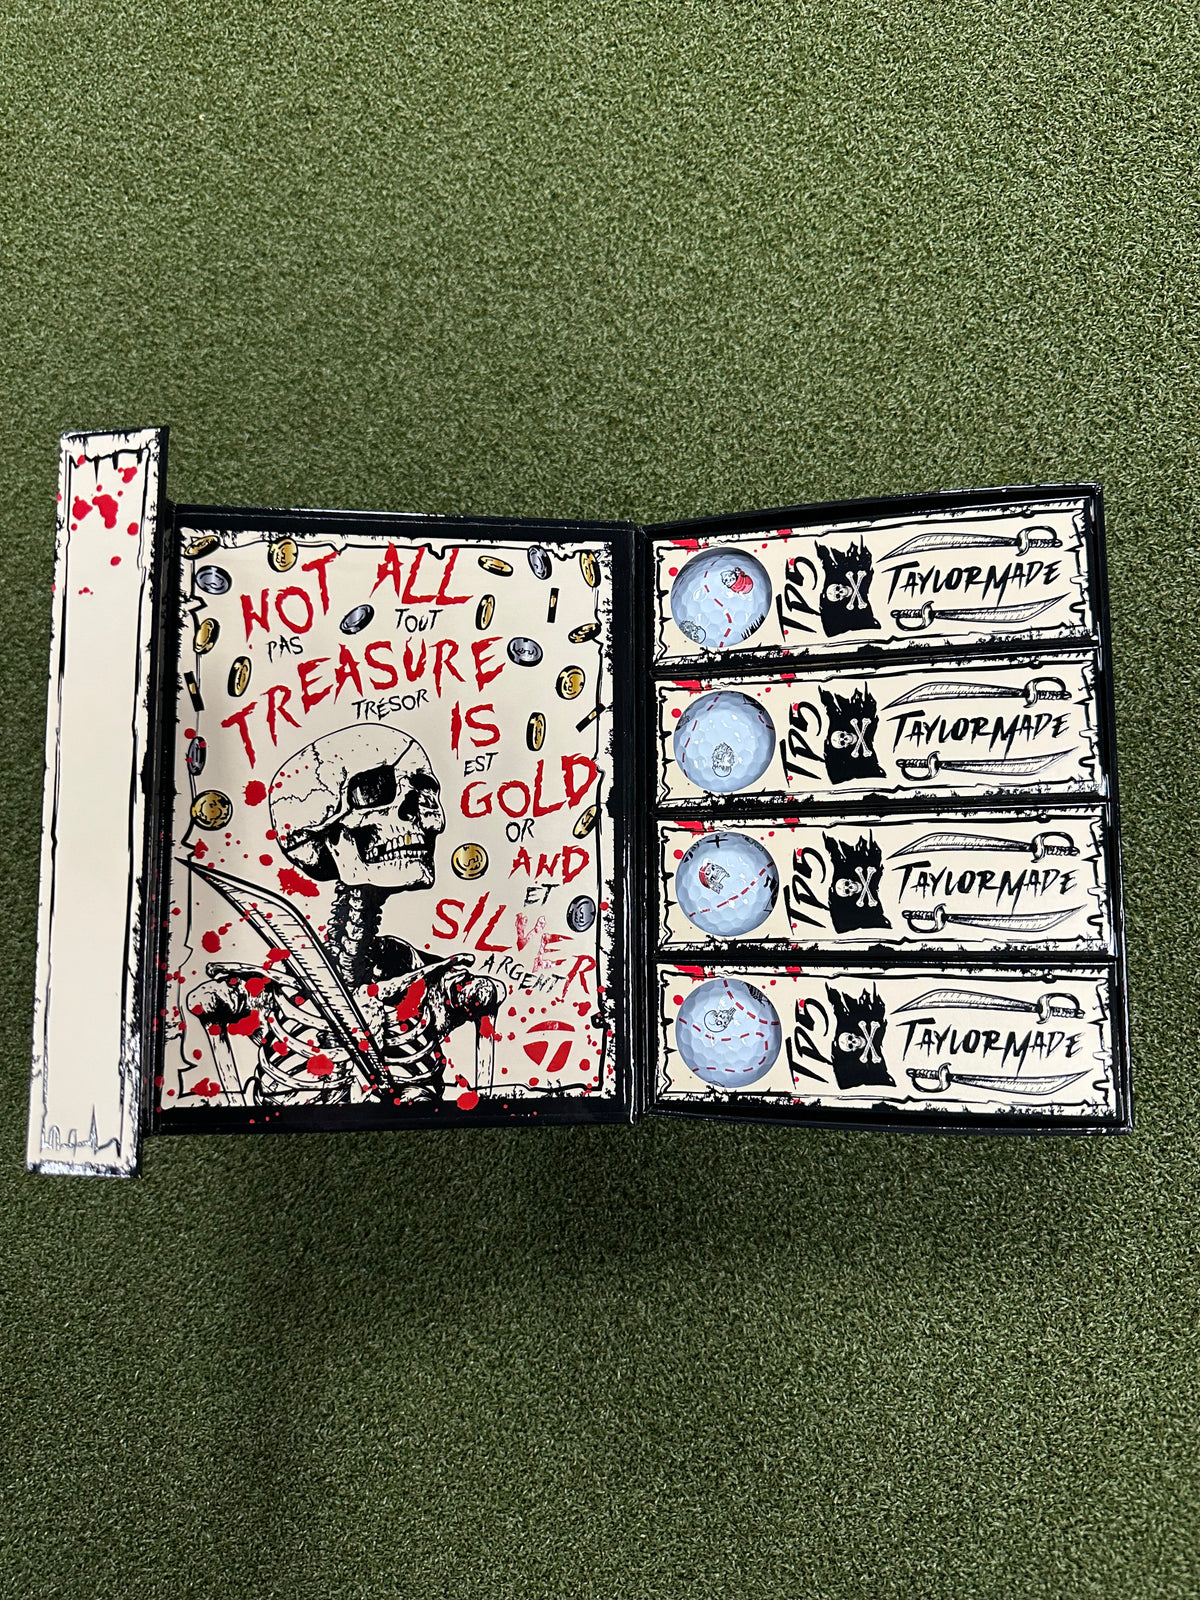 NOT ALL
PAS TOUT
TREASURE
TRÉSOR
IS
EST
GOLD
OR
AND
ET
SILVER
ARGENT
TP5 TAYLORMADE
TP5 TAYLORMADE
TP5 TAYLORMADE
TP5 TAYLORMADE